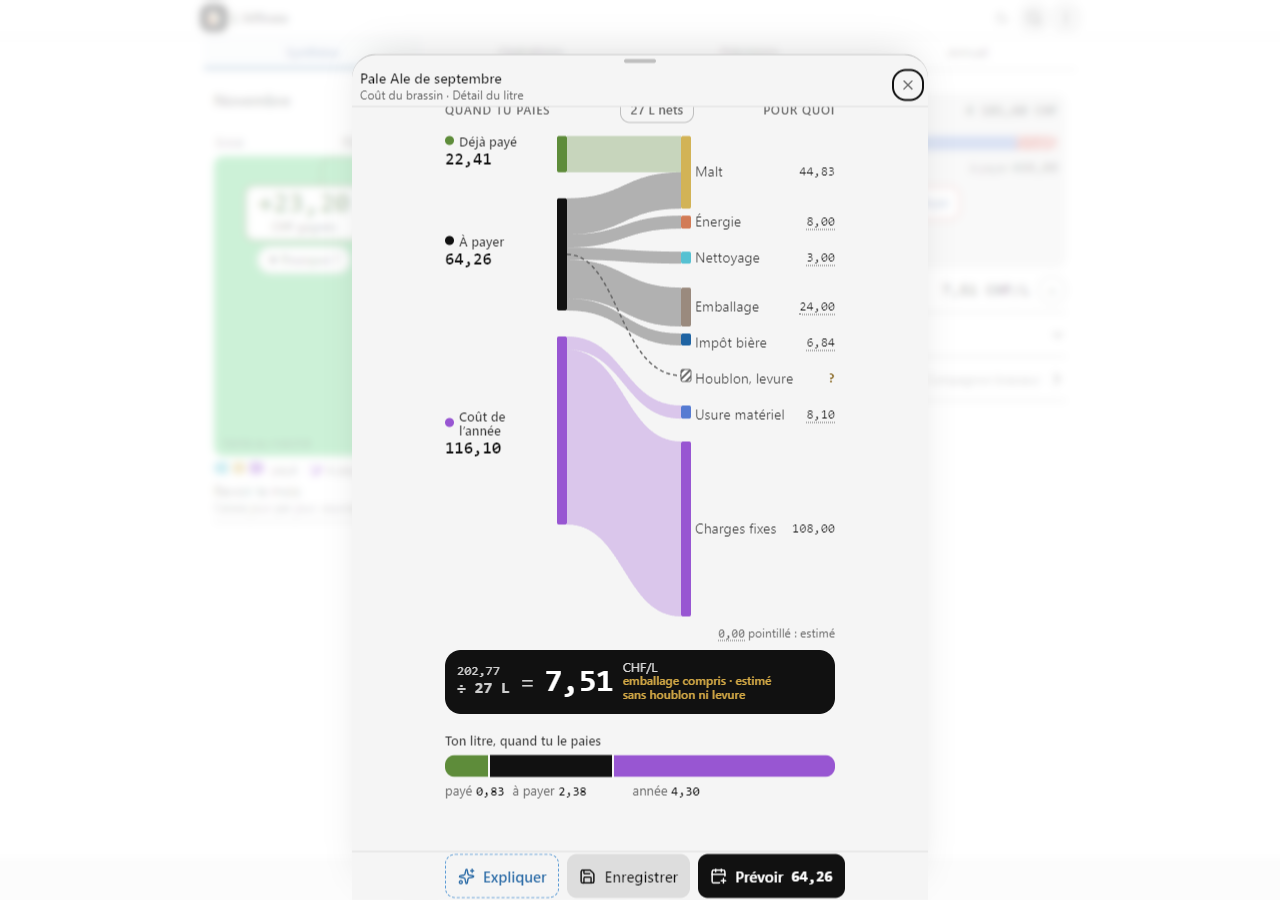 Pale Ale de septembre
Coût du brassin · Détail du litre
QUAND TU PAIES
27 L nets
POUR QUOI
Déjà payé
22,41
À payer
64,26
Coût de
l'année
116,10
Malt 44,83
Énergie 8,00
Nettoyage 3,00
Emballage 24,00
Impôt bière 6,84
Houblon, levure ?
Usure matériel 8,10
Charges fixes 108,00
0,00 pointillé : estimé
202,77
÷ 27 L = 7,51
CHF/L
emballage compris · estimé
sans houblon ni levure
Ton litre, quand tu le paies
payé 0,83 à payer 2,38 année 4,30
Expliquer
Enregistrer
Prévoir 64,26